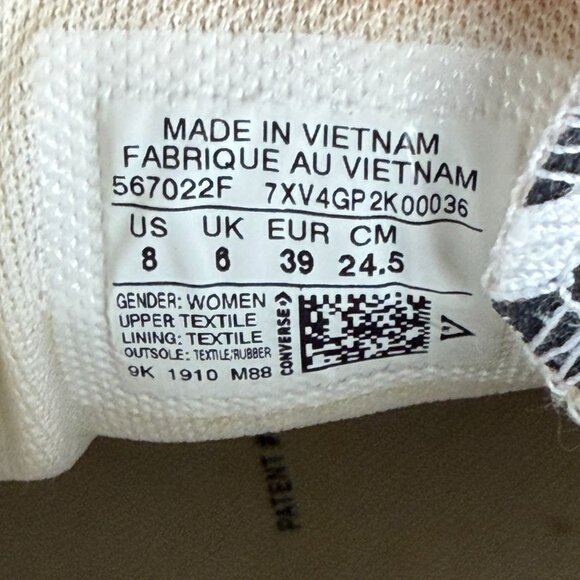 MADE IN VIETNAM
FABRIQUE AU VIETNAM
567022F 7XV4GP2K00036
US UK EUR CM
8 6 39 24.5
GENDER: WOMEN
UPPER TEXTILE
LINING: TEXTILE
OUTSOLE: TEXTILE/RUBBER
9K 1910 M88
CONVERSE
V
PATENT